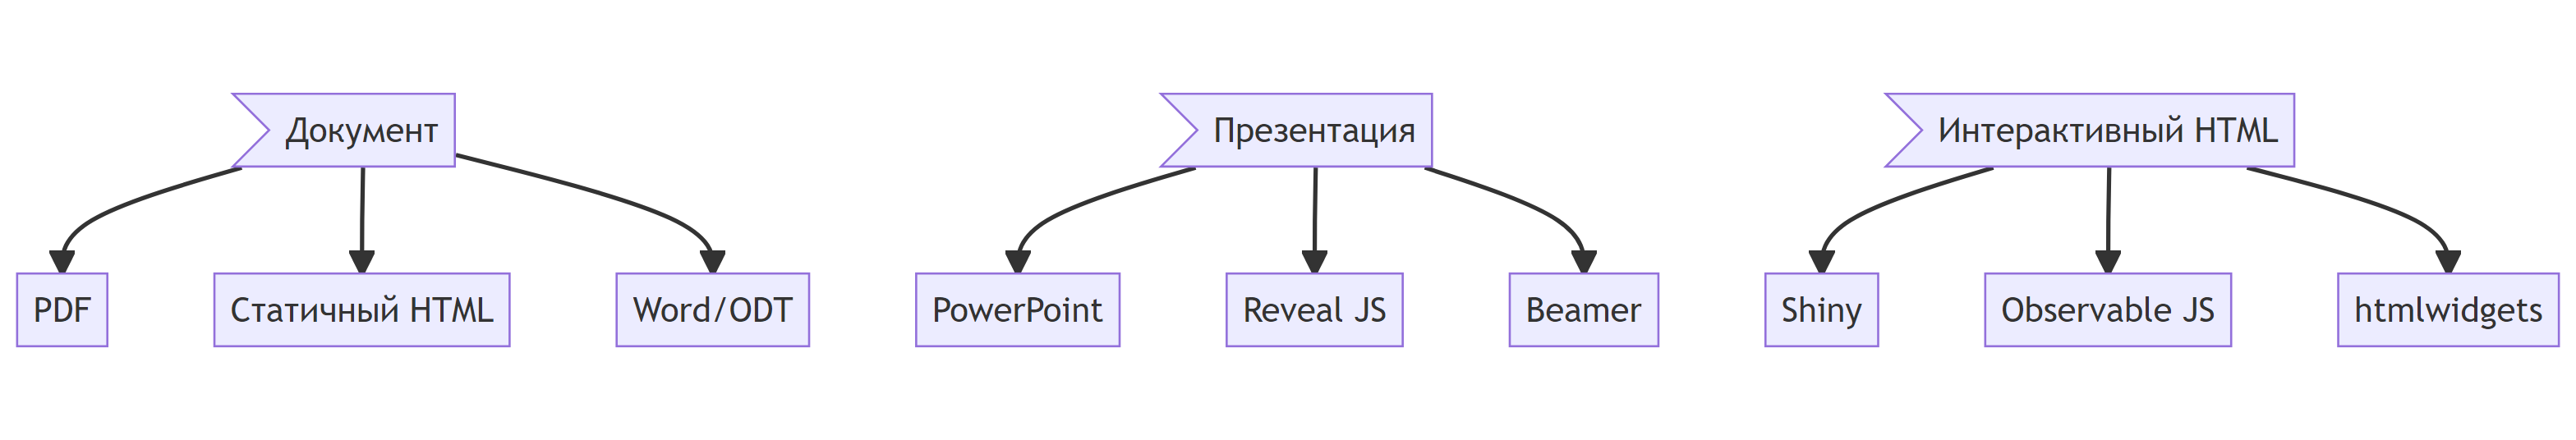 Документ
Презентация
Интерактивный HTML
PDF
Статичный HTML
Word/ODT
PowerPoint
Reveal JS
Beamer
Shiny
Observable JS
htmlwidgets